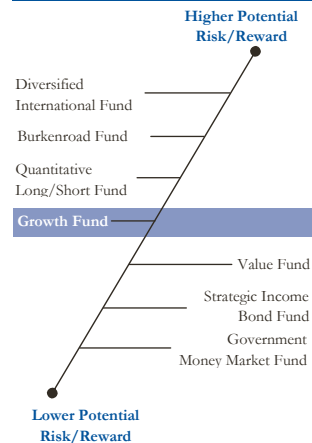 Higher Potential
Risk/Reward
Diversified
International Fund
Burkenroad Fund
Quantitative
Long/Short Fund
Growth Fund
Value Fund
Strategic Income
Bond Fund
Government
Money Market Fund
Lower Potential
Risk/Reward